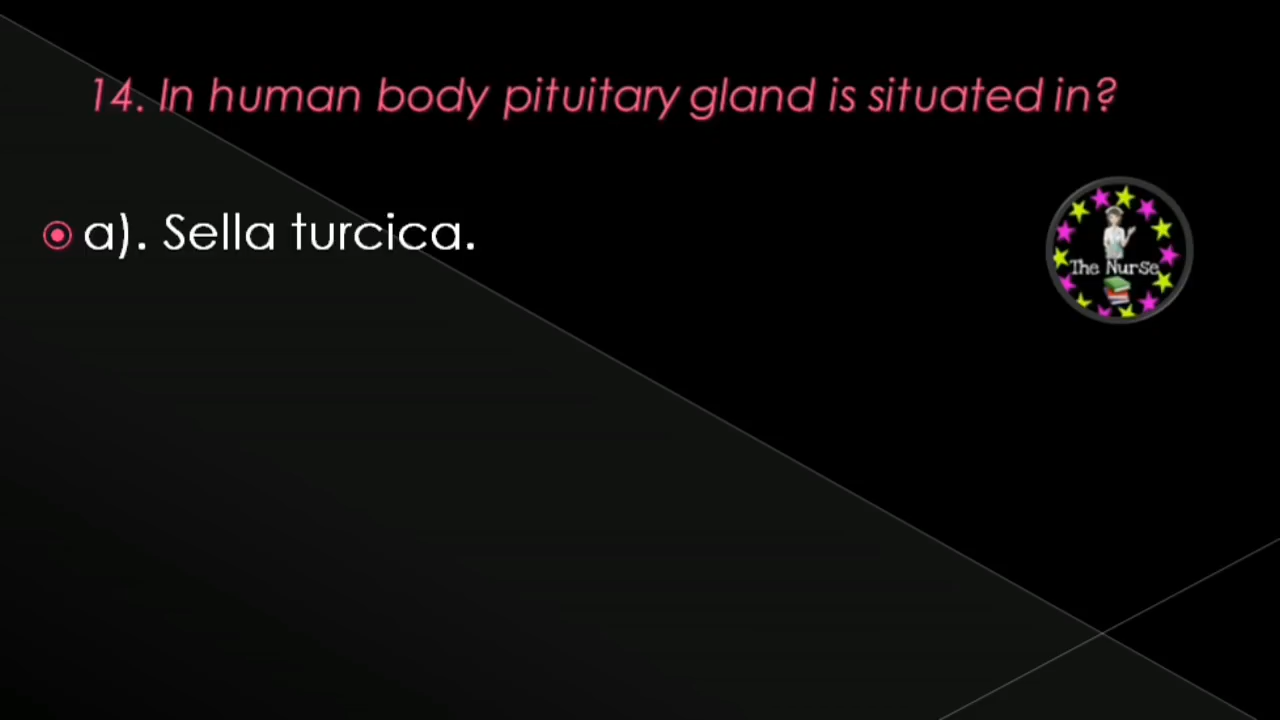 14. In human body pituitary gland is situated in?
a). Sella turcica.
The Nurse